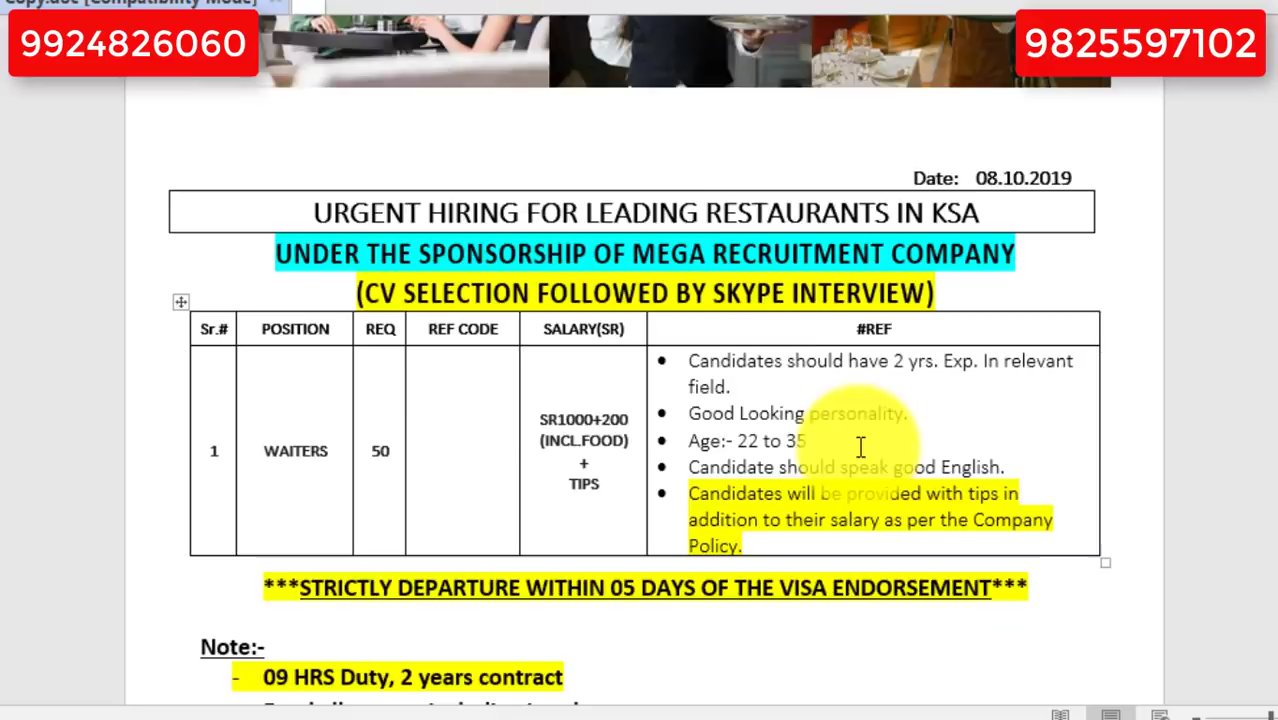 Copy.doc [Compatibility Mode]
9924826060
9825597102
Date: 08.10.2019
URGENT HIRING FOR LEADING RESTAURANTS IN KSA
UNDER THE SPONSORSHIP OF MEGA RECRUITMENT COMPANY
(CV SELECTION FOLLOWED BY SKYPE INTERVIEW)
Sr.# POSITION REQ REF CODE SALARY(SR) #REF
1 WAITERS 50
SR1000+200
(INCL.FOOD)
+
TIPS
• Candidates should have 2 yrs. Exp. In relevant
field.
• Good Looking personality.
• Age:- 22 to 35
• Candidate should speak good English.
• Candidates will be provided with tips in
addition to their salary as per the Company
Policy.
***STRICTLY DEPARTURE WITHIN 05 DAYS OF THE VISA ENDORSEMENT***
Note:-
- 09 HRS Duty, 2 years contract